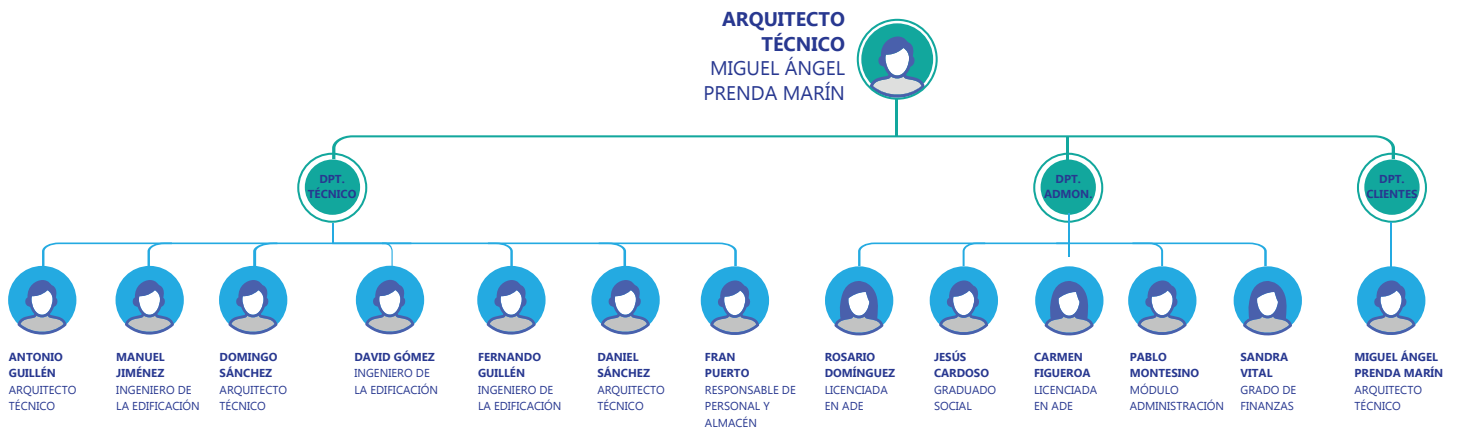 ARQUITECTO
TÉCNICO
MIGUEL ÁNGEL
PRENDA MARÍN
DPT.
TÉCNICO
DPT.
ADMON.
DPT.
CLIENTES
ANTONIO
GUILLÉN
ARQUITECTO
TÉCNICO
MANUEL
JIMÉNEZ
INGENIERO DE
LA EDIFICACIÓN
DOMINGO
SÁNCHEZ
ARQUITECTO
TÉCNICO
DAVID GÓMEZ
INGENIERO DE
LA EDIFICACIÓN
FERNANDO
GUILLÉN
INGENIERO DE
LA EDIFICACIÓN
DANIEL
SÁNCHEZ
ARQUITECTO
TÉCNICO
FRAN
PUERTO
RESPONSABLE DE
PERSONAL Y
ALMACÉN
ROSARIO
DOMÍNGUEZ
LICENCIADA
EN ADE
JESÚS
CARDOSO
GRADUADO
SOCIAL
CARMEN
FIGUEROA
LICENCIADA
EN ADE
PABLO
MONTESINO
MÓDULO
ADMINISTRACIÓN
SANDRA
VITAL
GRADO DE
FINANZAS
MIGUEL ÁNGEL
PRENDA MARÍN
ARQUITECTO
TÉCNICO